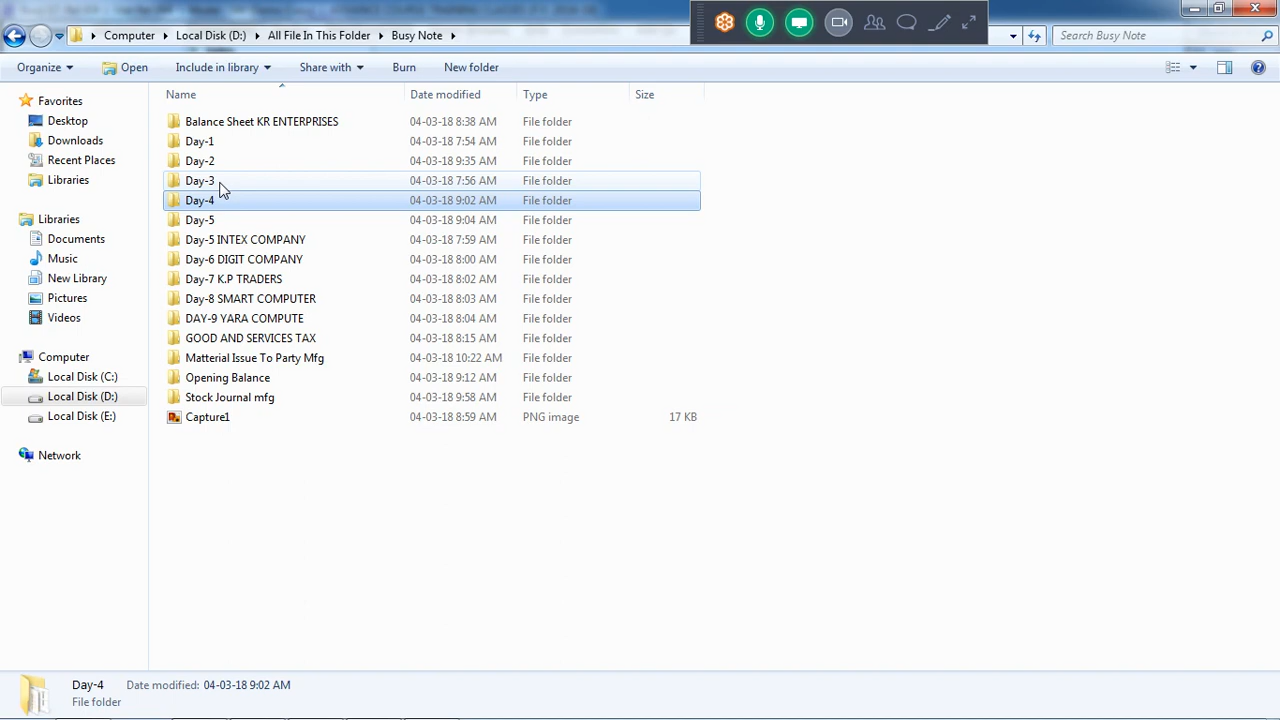 Computer
Local Disk (D:)
All File In This Folder
Busy Note
Search Busy Note
Organize
Open
Include in library
Share with
Burn
New folder
Name
Date modified
Type
Size
Favorites
Desktop
Downloads
Recent Places
Libraries
Libraries
Documents
Music
New Library
Pictures
Videos
Computer
Local Disk (C:)
Local Disk (D:)
Local Disk (E:)
Network
Balance Sheet KR ENTERPRISES 04-03-18 8:38 AM File folder
Day-1 04-03-18 7:54 AM File folder
Day-2 04-03-18 9:35 AM File folder
Day-3 04-03-18 7:56 AM File folder
Day-4 04-03-18 9:02 AM File folder
Day-5 04-03-18 9:04 AM File folder
Day-5 INTEX COMPANY 04-03-18 7:59 AM File folder
Day-6 DIGIT COMPANY 04-03-18 8:00 AM File folder
Day-7 K.P TRADERS 04-03-18 8:02 AM File folder
Day-8 SMART COMPUTER 04-03-18 8:03 AM File folder
DAY-9 YARA COMPUTE 04-03-18 8:04 AM File folder
GOOD AND SERVICES TAX 04-03-18 8:15 AM File folder
Matterial Issue To Party Mfg 04-03-18 10:22 AM File folder
Opening Balance 04-03-18 9:12 AM File folder
Stock Journal mfg 04-03-18 9:58 AM File folder
Capture1 04-03-18 8:59 AM PNG image 17 KB
Day-4 Date modified: 04-03-18 9:02 AM
File folder